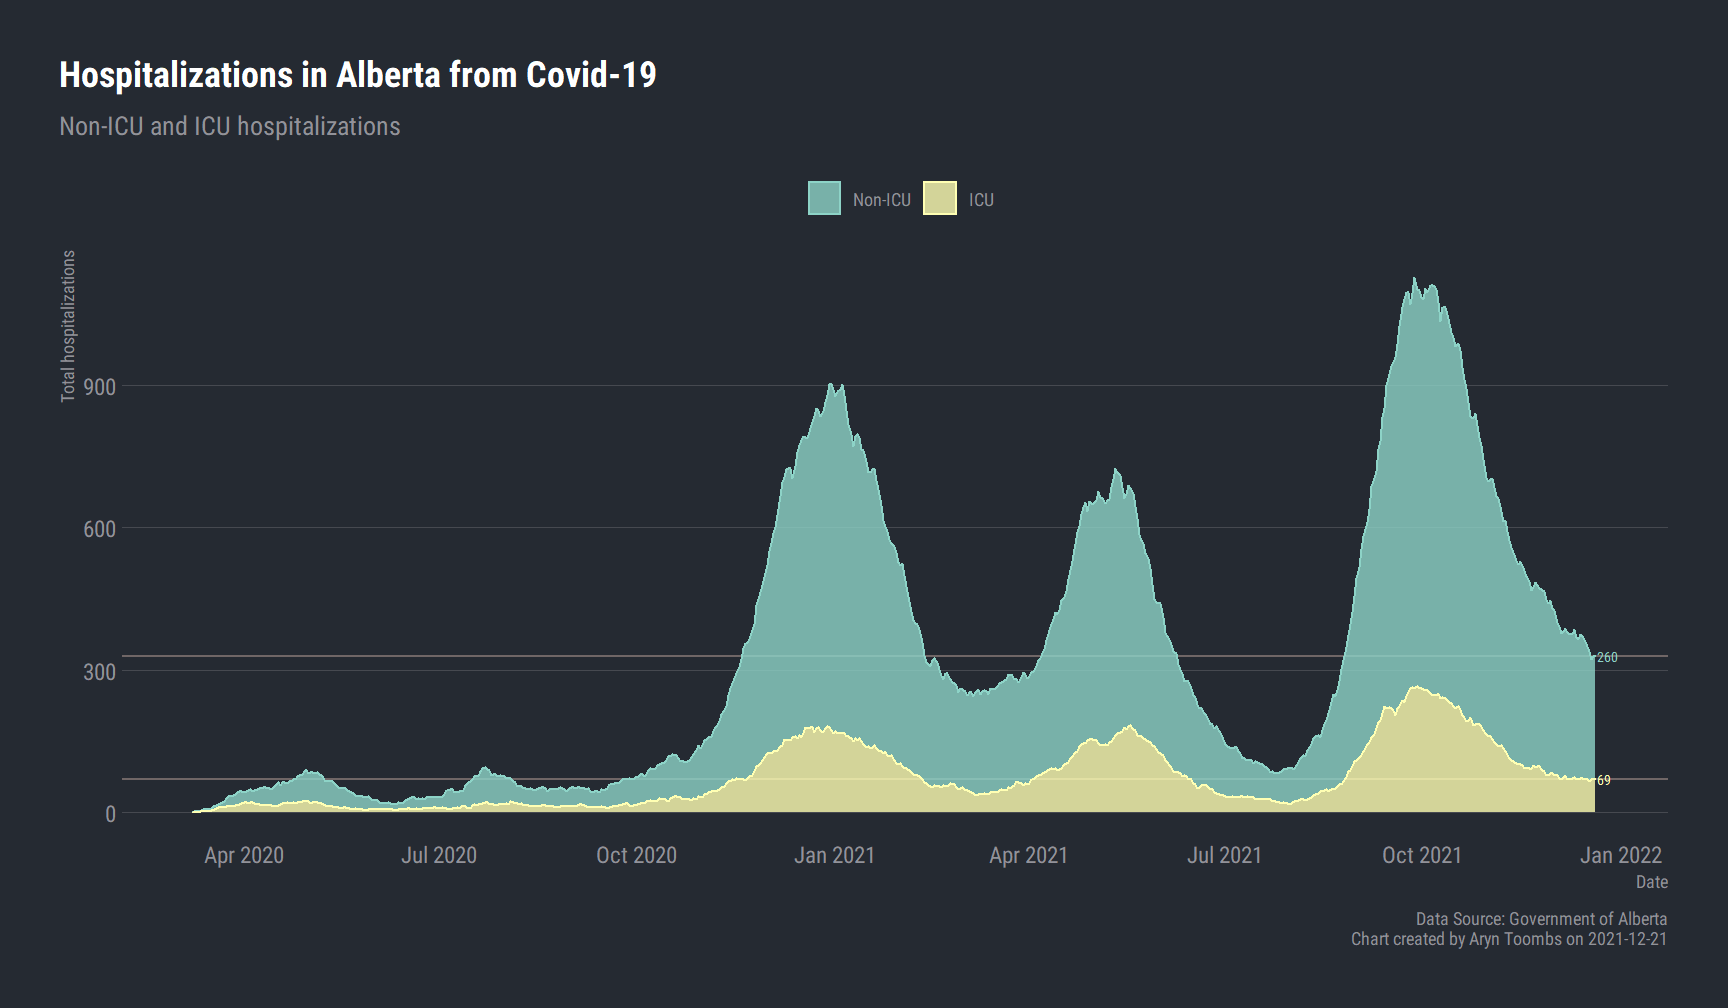 Hospitalizations in Alberta from Covid-19
Non-ICU and ICU hospitalizations
Non-ICU ICU
Total hospitalizations
900
600
300
0
260
69
Apr 2020 Jul 2020 Oct 2020 Jan 2021 Apr 2021 Jul 2021 Oct 2021 Jan 2022
Date
Data Source: Government of Alberta
Chart created by Aryn Toombs on 2021-12-21